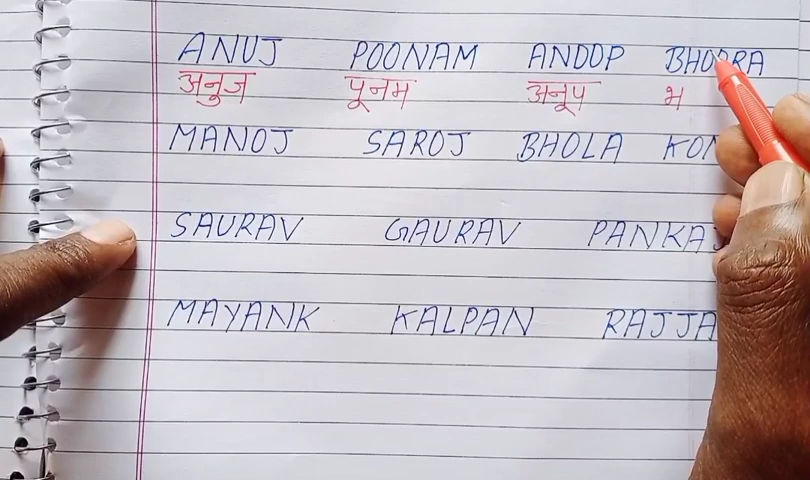 ANUJ POONAM ANOOP BHOORA
अनुज पूनम अनूप भ
MANOJ SAROJ BHOLA
SAURAV GAURAV
MAYANK KALPAN